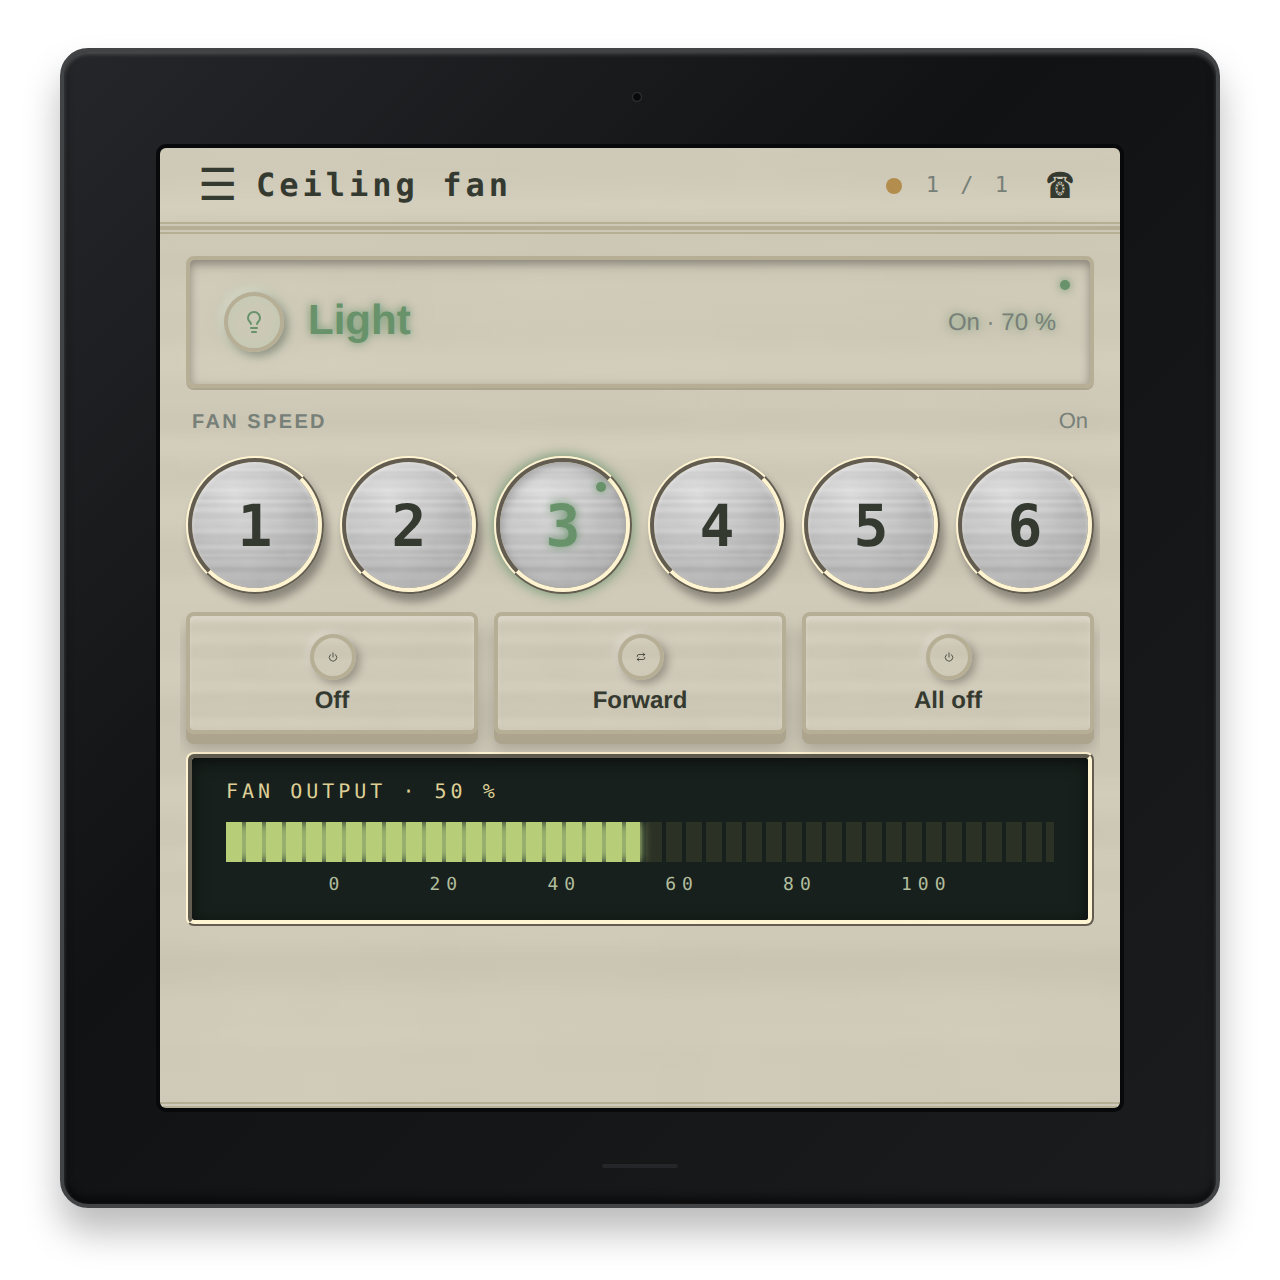 Ceiling fan
1 / 1
Light
On · 70 %
FAN SPEED
On
1 2 3 4 5 6
Off
Forward
All off
FAN OUTPUT · 50 %
0 20 40 60 80 100